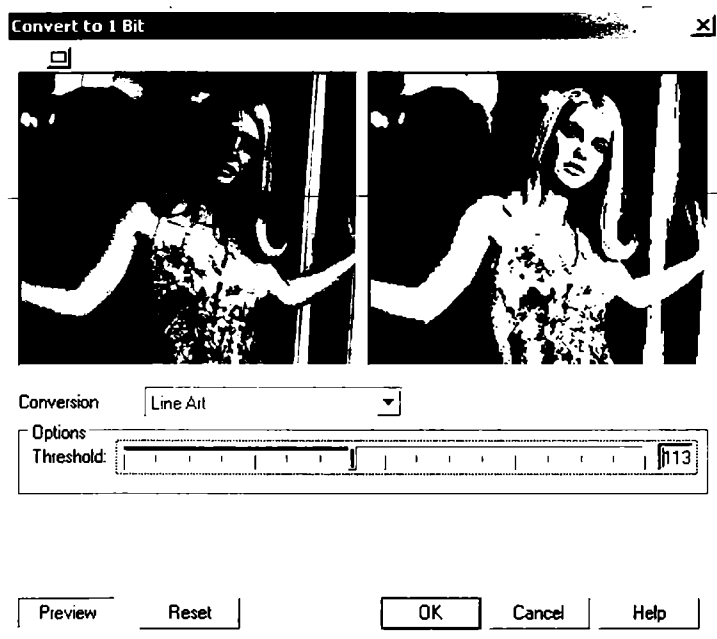 Convert to 1 Bit
Conversion
Line Art
Options
Threshold:
113
Preview Reset OK Cancel Help